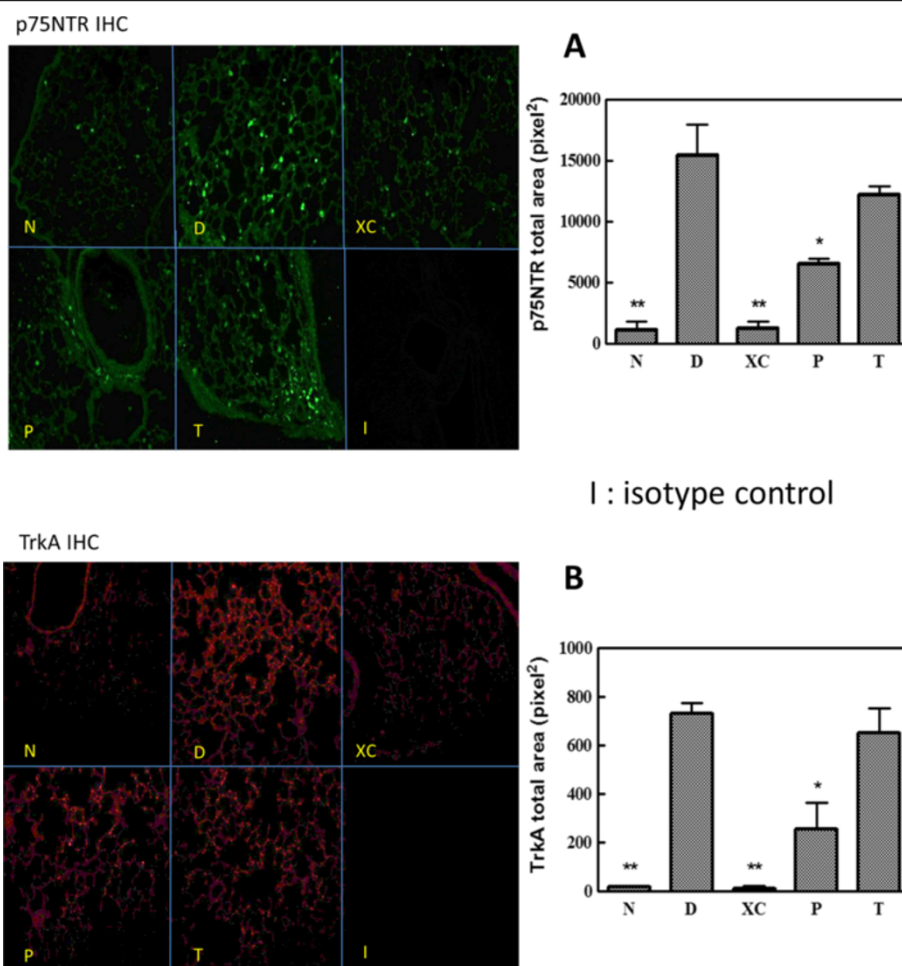 p75NTR IHC
N
D
XC
P
T
I
A
p75NTR total area (pixel²)
20000
15000
10000
5000
0
**
**
*
N D XC P T
I : isotype control
TrkA IHC
N
D
XC
P
T
I
B
TrkA total area (pixel²)
1000
800
600
400
200
0
**
**
*
N D XC P T